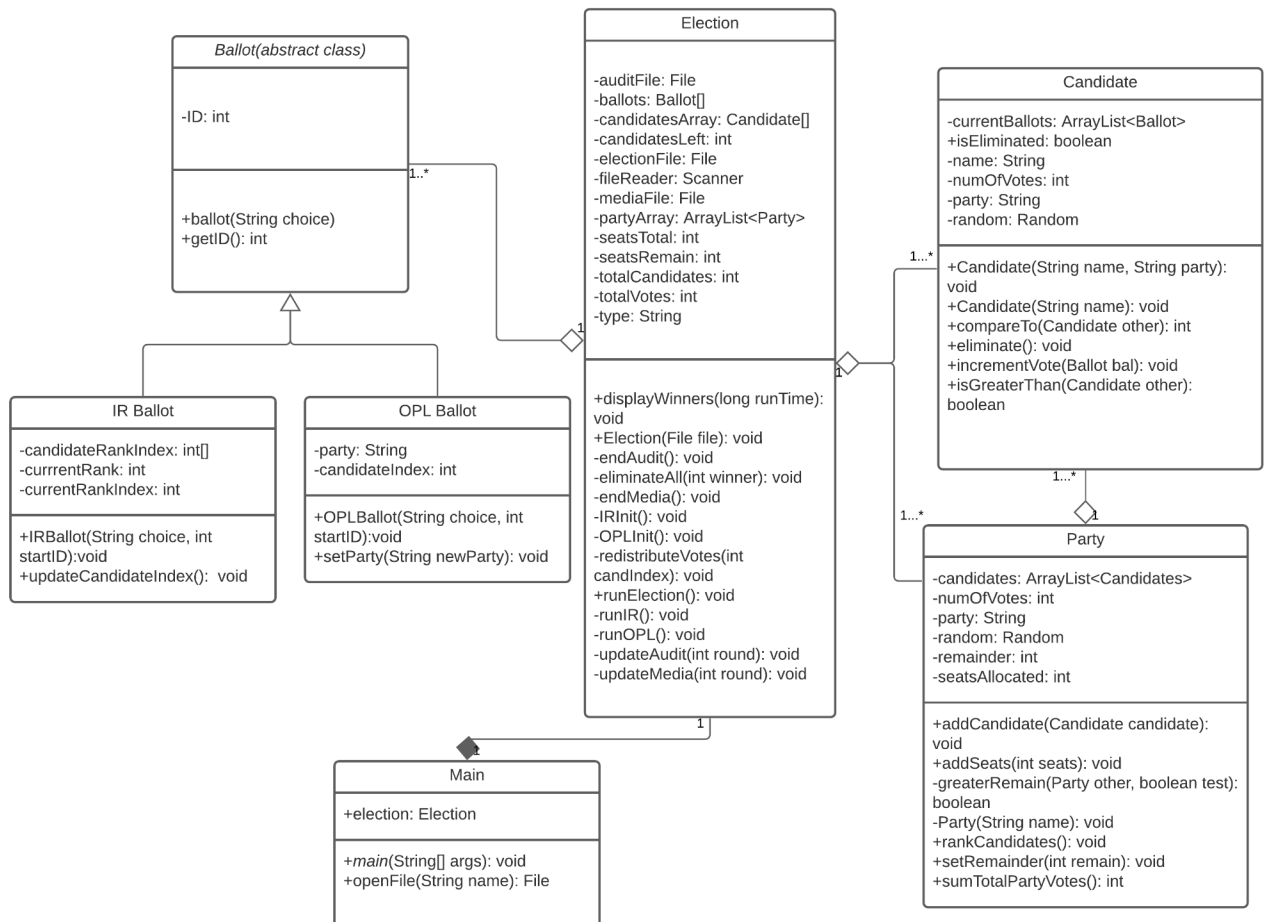 Ballot(abstract class)
-ID: int
+ballot(String choice)
+getID(): int
1..*
IR Ballot
-candidateRankIndex: int[]
-currrentRank: int
-currentRankIndex: int
+IRBallot(String choice, int
startID):void
+updateCandidateIndex():  void
OPL Ballot
-party: String
-candidateIndex: int
+OPLBallot(String choice, int
startID):void
+setParty(String newParty): void
1
Election
-auditFile: File
-ballots: Ballot[]
-candidatesArray: Candidate[]
-candidatesLeft: int
-electionFile: File
-fileReader: Scanner
-mediaFile: File
-partyArray: ArrayList<Party>
-seatsTotal: int
-seatsRemain: int
-totalCandidates: int
-totalVotes: int
-type: String
+displayWinners(long runTime):
void
+Election(File file): void
-endAudit(): void
-eliminateAll(int winner): void
-endMedia(): void
-IRInit(): void
-OPLInit(): void
-redistributeVotes(int
candIndex): void
+runElection(): void
-runIR(): void
-runOPL(): void
-updateAudit(int round): void
-updateMedia(int round): void
1
1
1
Main
+election: Election
+main(String[] args): void
+openFile(String name): File
Candidate
-currentBallots: ArrayList<Ballot>
+isEliminated: boolean
-name: String
-numOfVotes: int
-party: String
-random: Random
1...*
+Candidate(String name, String party):
void
+Candidate(String name): void
+compareTo(Candidate other): int
+eliminate(): void
+incrementVote(Ballot bal): void
+isGreaterThan(Candidate other):
boolean
1...*
1
1...*
Party
-candidates: ArrayList<Candidates>
-numOfVotes: int
-party: String
-random: Random
-remainder: int
-seatsAllocated: int
+addCandidate(Candidate candidate):
void
+addSeats(int seats): void
-greaterRemain(Party other, boolean test):
boolean
-Party(String name): void
+rankCandidates(): void
+setRemainder(int remain): void
+sumTotalPartyVotes(): int